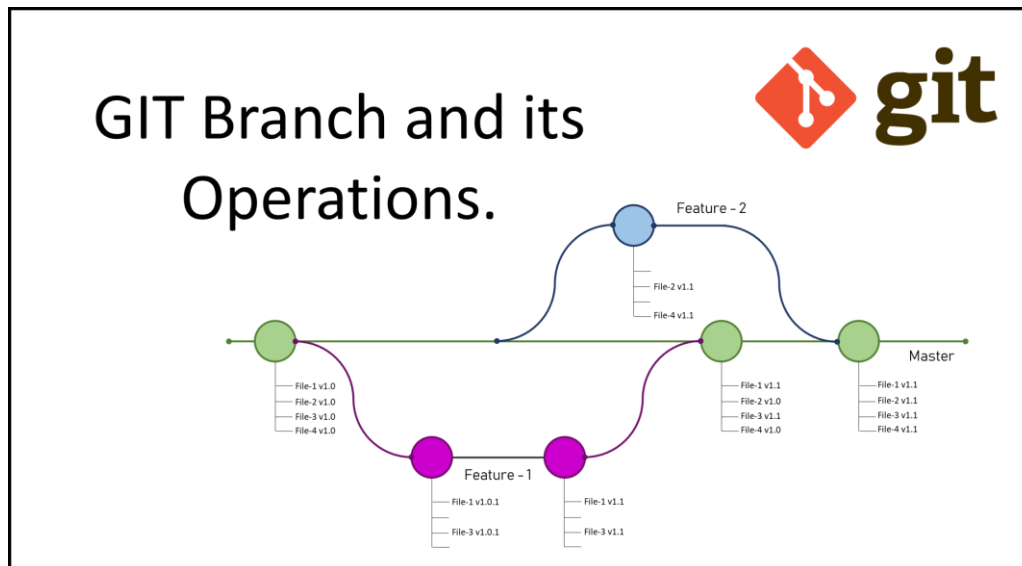 GIT Branch and its
Operations.
git
Feature - 2
File-2 v1.1
File-4 v1.1
Master
File-1 v1.0
File-2 v1.0
File-3 v1.0
File-4 v1.0
File-1 v1.1
File-2 v1.0
File-3 v1.1
File-4 v1.0
File-1 v1.1
File-2 v1.1
File-3 v1.1
File-4 v1.1
Feature - 1
File-1 v1.0.1
File-3 v1.0.1
File-1 v1.1
File-3 v1.1